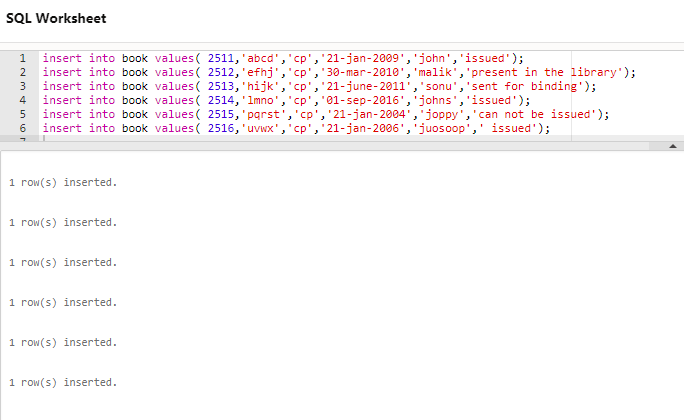 SQL Worksheet
1 insert into book values( 2511,'abcd','cp','21-jan-2009','john','issued');
2 insert into book values( 2512,'efhj','cp','30-mar-2010','malik','present in the library');
3 insert into book values( 2513,'hijk','cp','21-june-2011','sonu','sent for binding');
4 insert into book values( 2514,'lmno','cp','01-sep-2016','johns','issued');
5 insert into book values( 2515,'pqrst','cp','21-jan-2004','joppy','can not be issued');
6 insert into book values( 2516,'uvwx','cp','21-jan-2006','juosoop',' issued');
7
1 row(s) inserted.
1 row(s) inserted.
1 row(s) inserted.
1 row(s) inserted.
1 row(s) inserted.
1 row(s) inserted.